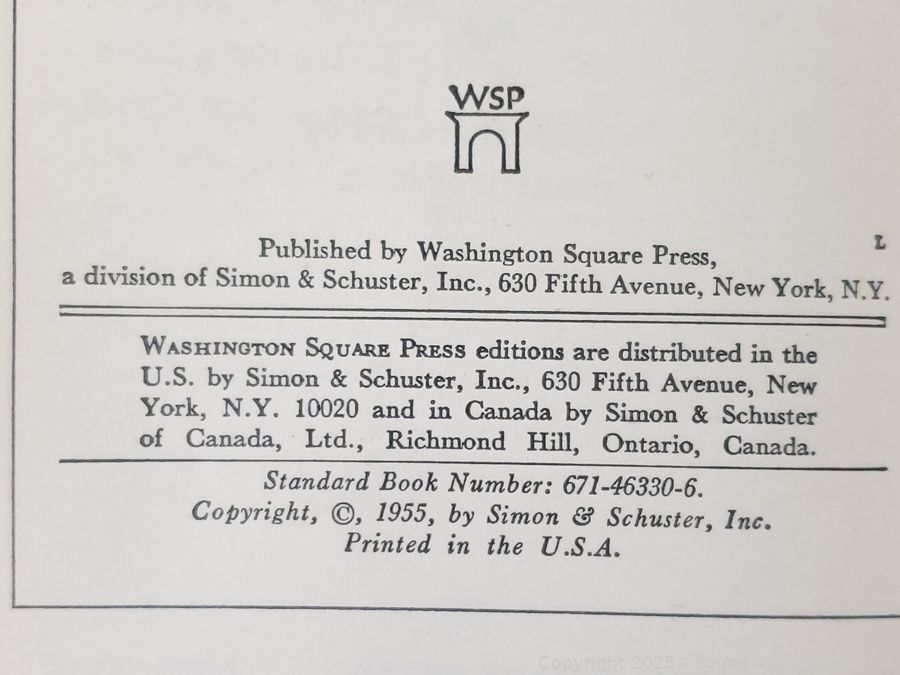 WSP
L
Published by Washington Square Press,
a division of Simon & Schuster, Inc., 630 Fifth Avenue, New York, N.Y.
WASHINGTON SQUARE PRESS editions are distributed in the
U.S. by Simon & Schuster, Inc., 630 Fifth Avenue, New
York, N.Y. 10020 and in Canada by Simon & Schuster
of Canada, Ltd., Richmond Hill, Ontario, Canada.
Standard Book Number: 671-46330-6.
Copyright, ©, 1955, by Simon & Schuster, Inc.
Printed in the U.S.A.
Copyright 2025 - Sound